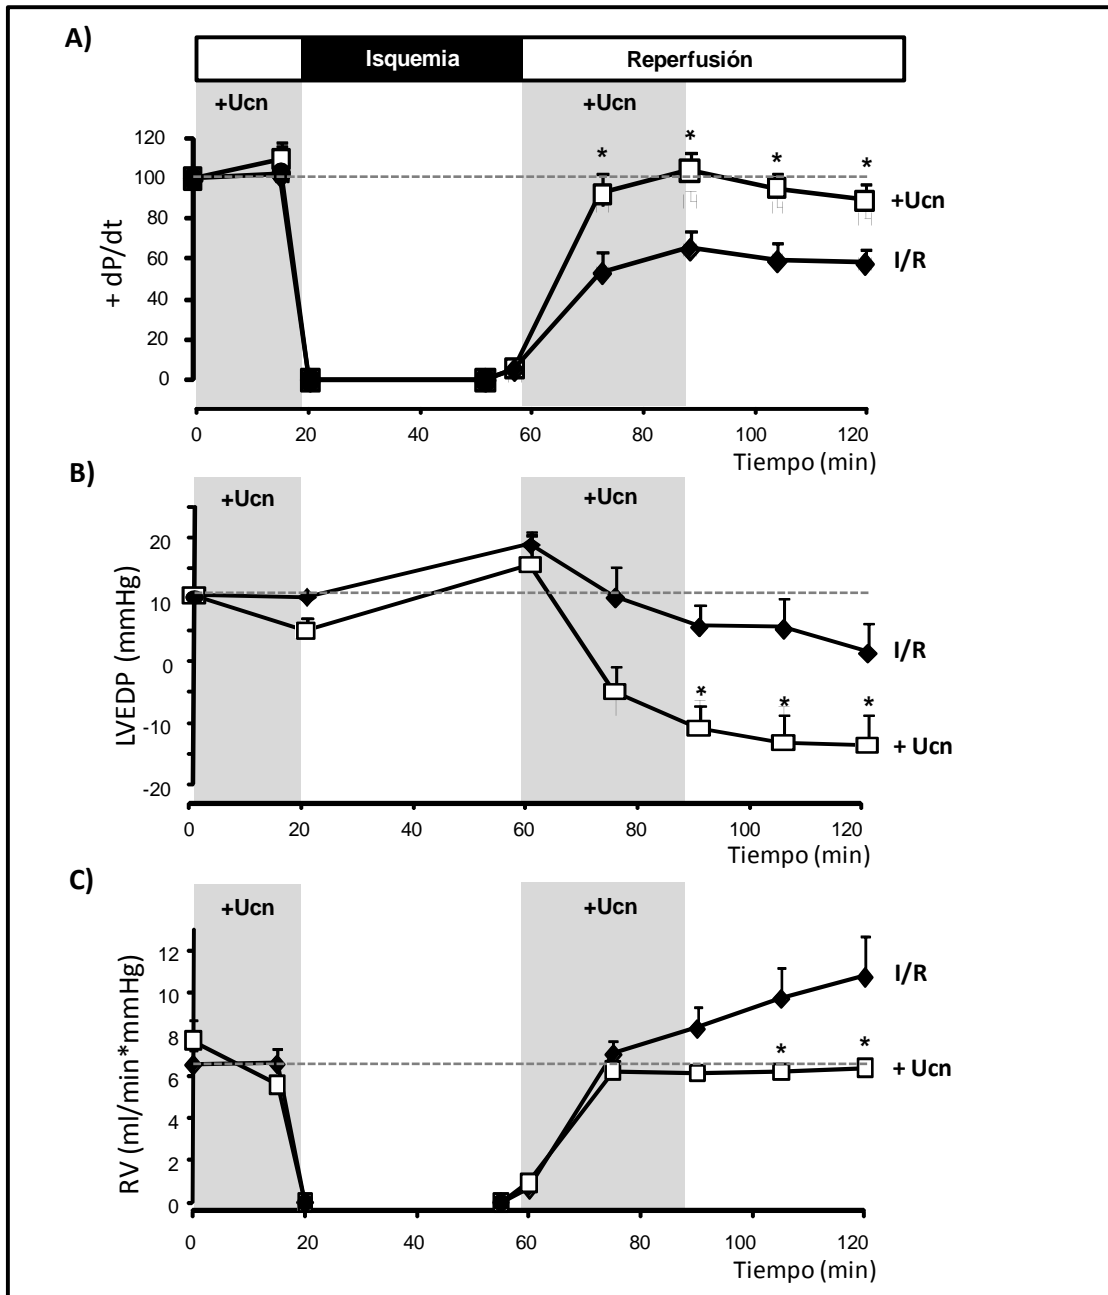 A)
Isquemia Reperfusión
+Ucn +Ucn
120
100
80
60
40
20
0
+ dP/dt
* * * *
+Ucn
I/R
0 20 40 60 80 100 120
Tiempo (min)
B)
+Ucn +Ucn
20
10
0
-10
-20
LVEDP (mmHg)
I/R
* * *
+ Ucn
0 20 40 60 80 100 120
Tiempo (min)
C)
+Ucn +Ucn
12
10
8
6
4
2
0
RV (ml/min*mmHg)
I/R
* *
+ Ucn
0 20 40 60 80 100 120
Tiempo (min)